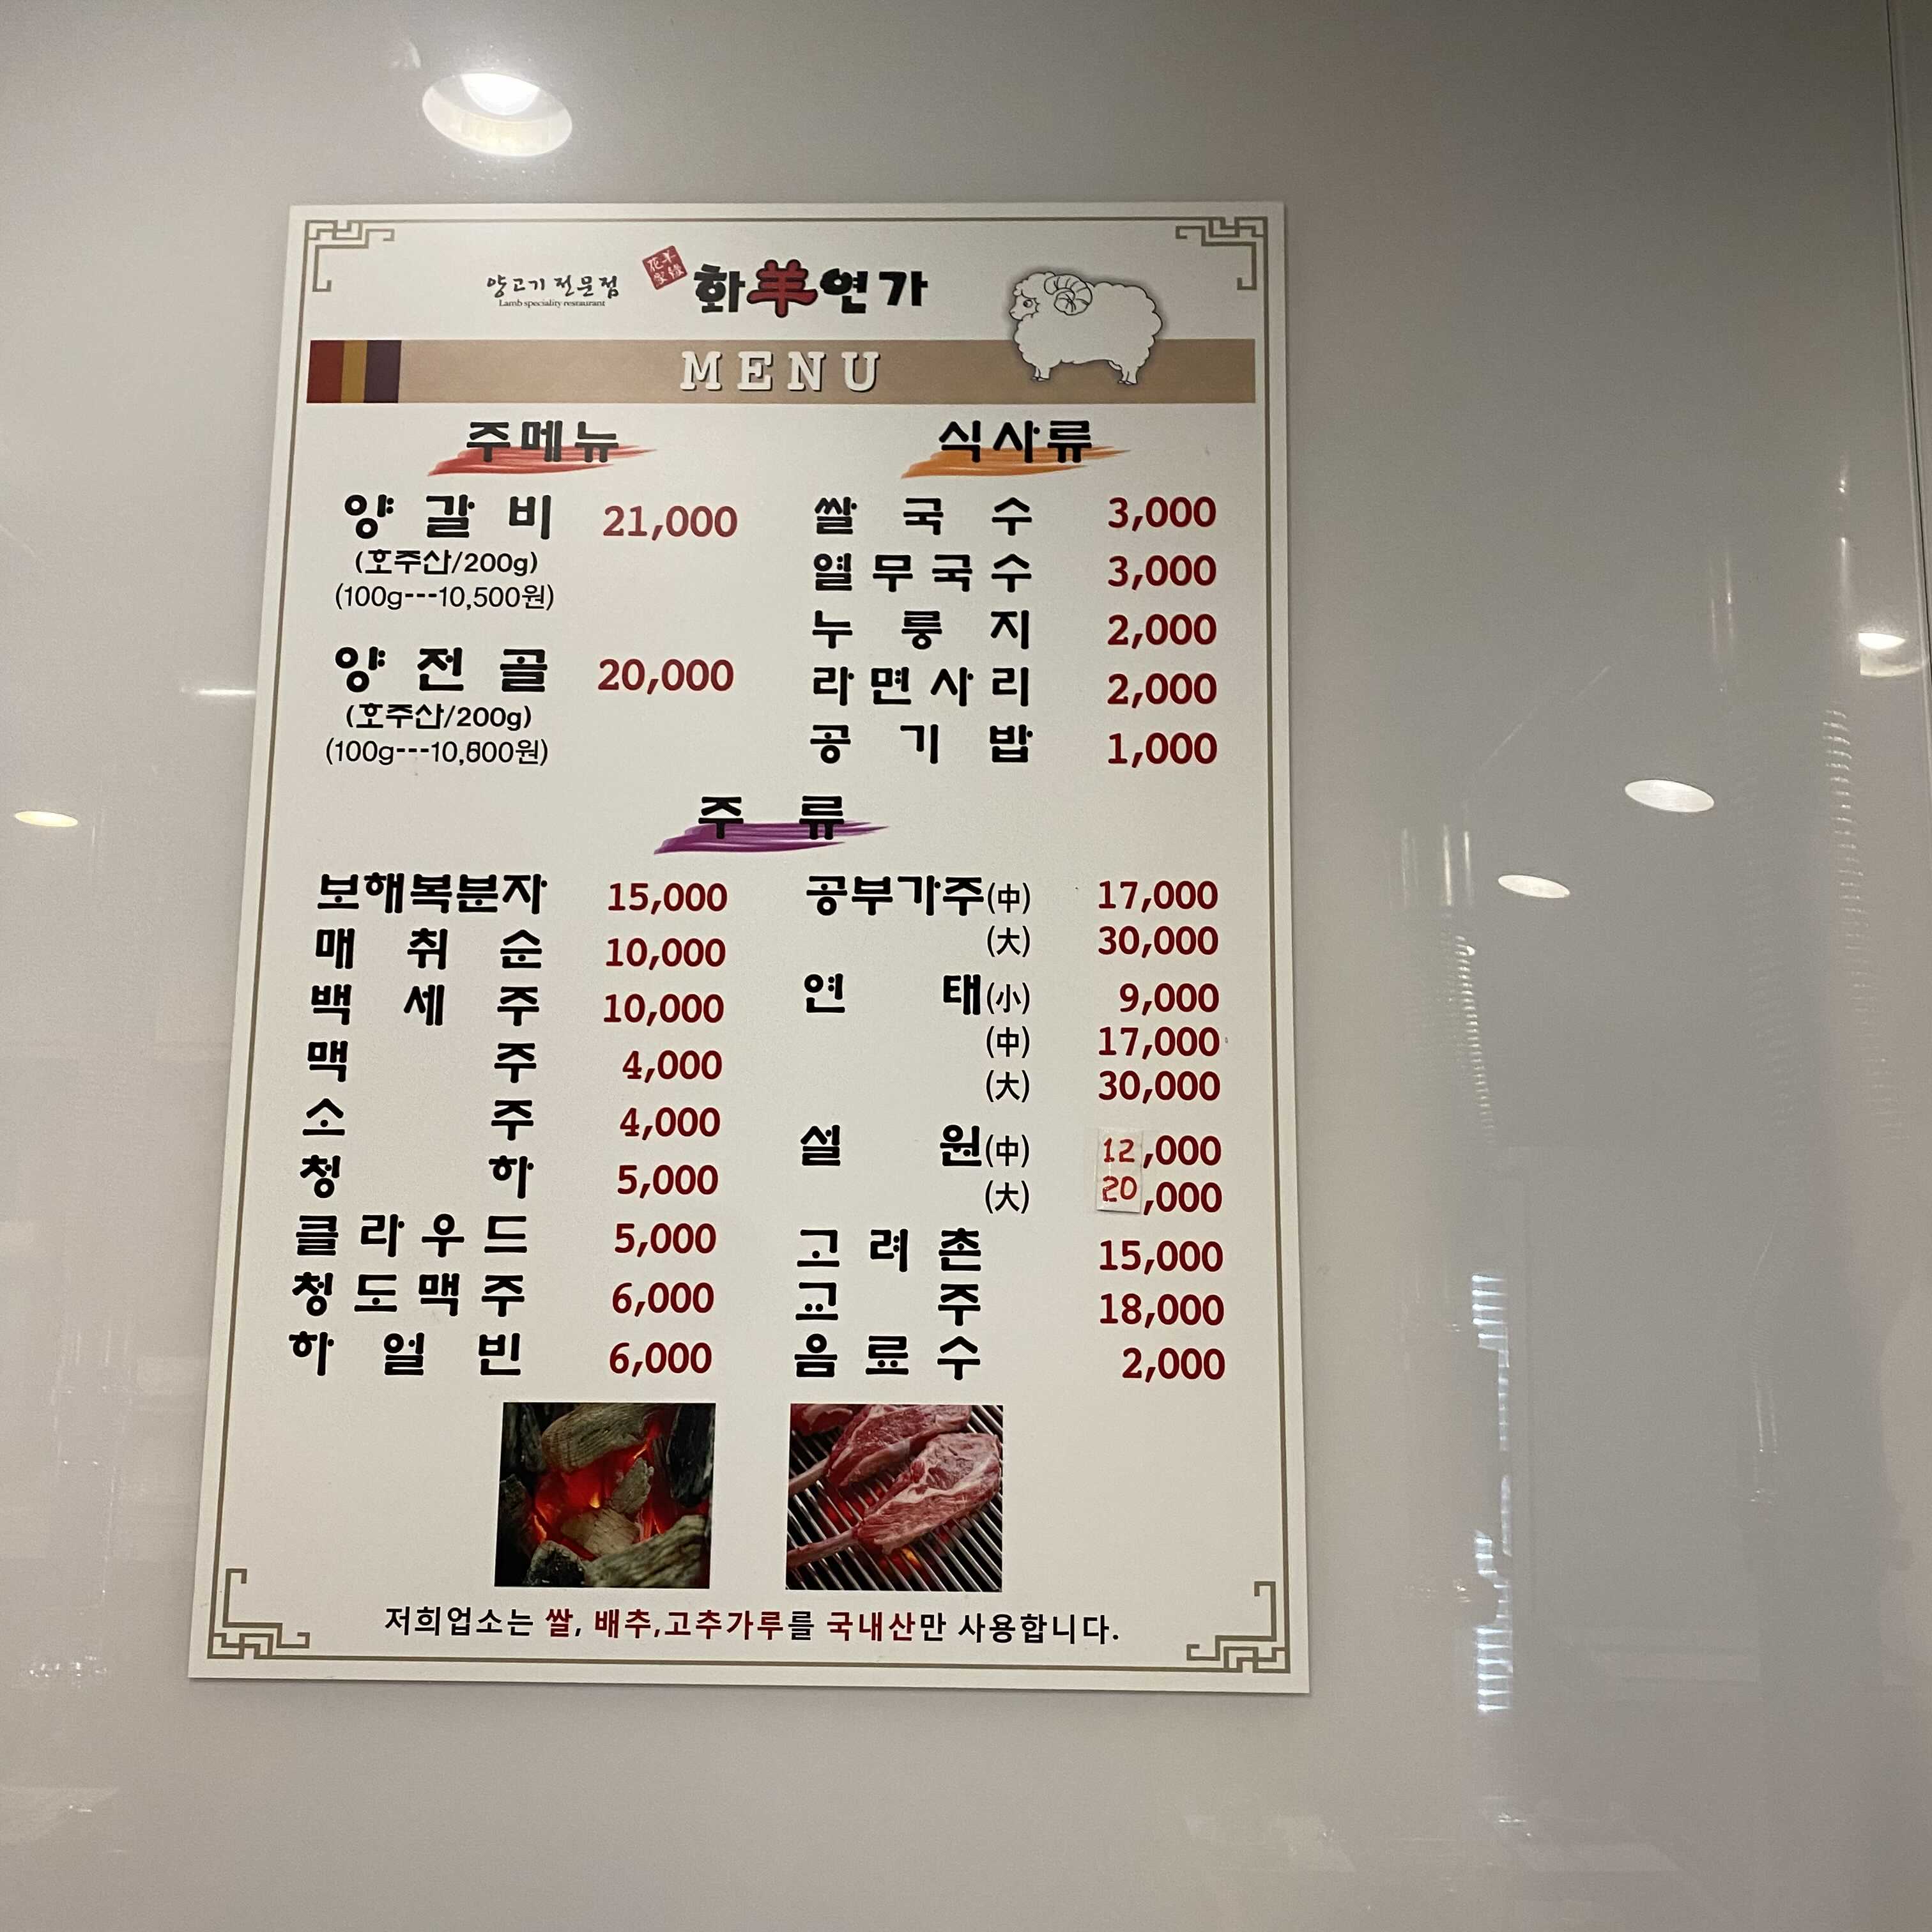 양고기 전문점
Lamb speciality restaurant
화羊연가
MENU
주메뉴
양갈비 21,000
(호주산/200g)
(100g---10,500원)
양전골 20,000
(호주산/200g)
식사류
쌀국수 3,000
열무국수 3,000
누룽지 2,000
라면사리 2,000
공기밥 1,000
주류
보해복분자 15,000
매취순 10,000
백세주 10,000
맥주 4,000
소주 4,000
청하 5,000
클라우드 5,000
청도맥주 6,000
하얼빈 6,000
공부가주(中) 17,000
(大) 30,000
연태(小) 9,000
(中) 17,000
(大) 30,000
설원(中) 12,000
(大) 20,000
고려촌 15,000
교주 18,000
음료수 2,000
저희업소는 쌀, 배추,고추가루를 국내산만 사용합니다.